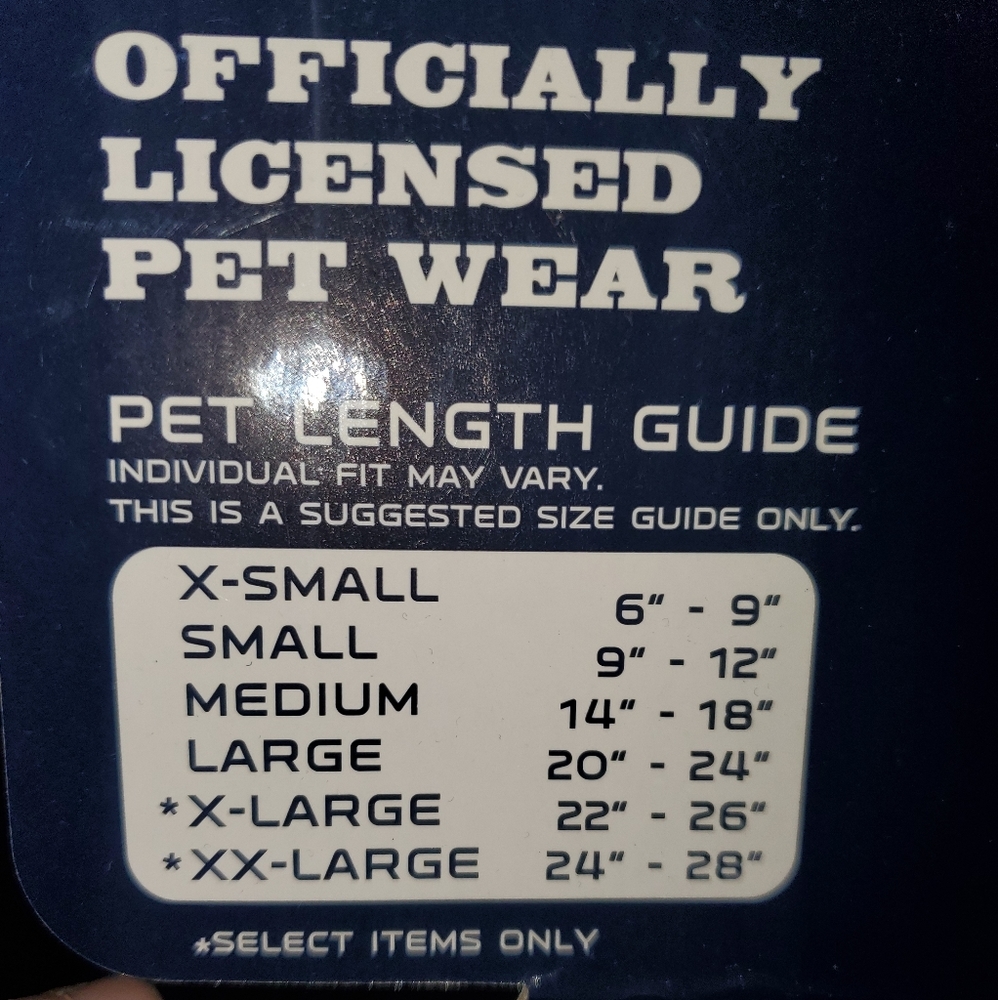 OFFICIALLY
LICENSED
PET WEAR
PET LENGTH GUIDE
INDIVIDUAL FIT MAY VARY.
THIS IS A SUGGESTED SIZE GUIDE ONLY.
X-SMALL 6" - 9"
SMALL 9" - 12"
MEDIUM 14" - 18"
LARGE 20" - 24"
*X-LARGE 22" - 26"
*XX-LARGE 24" - 28"
*SELECT ITEMS ONLY